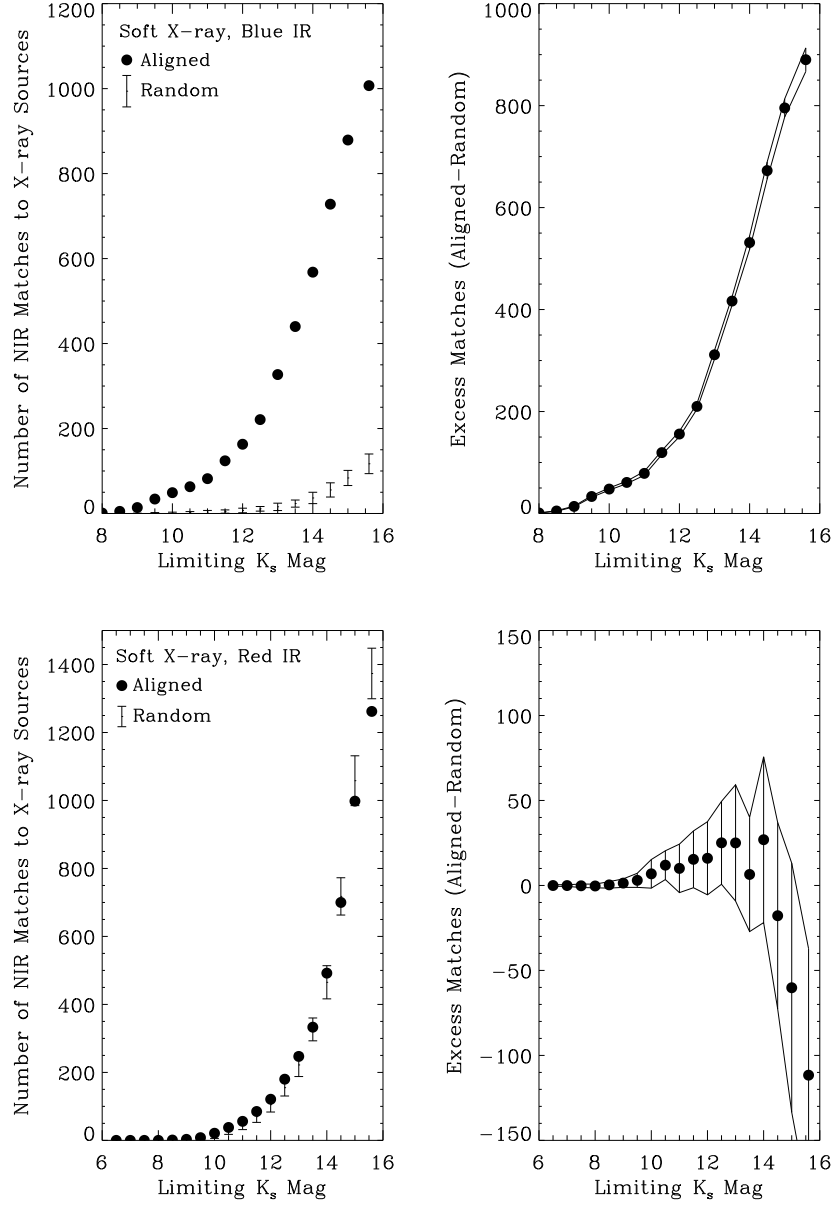 Soft X-ray, Blue IR
Aligned
Random
Number of NIR Matches to X-ray Sources
1200
1000
800
600
400
200
0
8 10 12 14 16
Limiting Ks Mag
Excess Matches (Aligned-Random)
1000
800
600
400
200
0
8 10 12 14 16
Limiting Ks Mag
Soft X-ray, Red IR
Aligned
Random
Number of NIR Matches to X-ray Sources
1400
1200
1000
800
600
400
200
0
6 8 10 12 14 16
Limiting Ks Mag
Excess Matches (Aligned-Random)
150
100
50
0
-50
-100
-150
6 8 10 12 14 16
Limiting Ks Mag